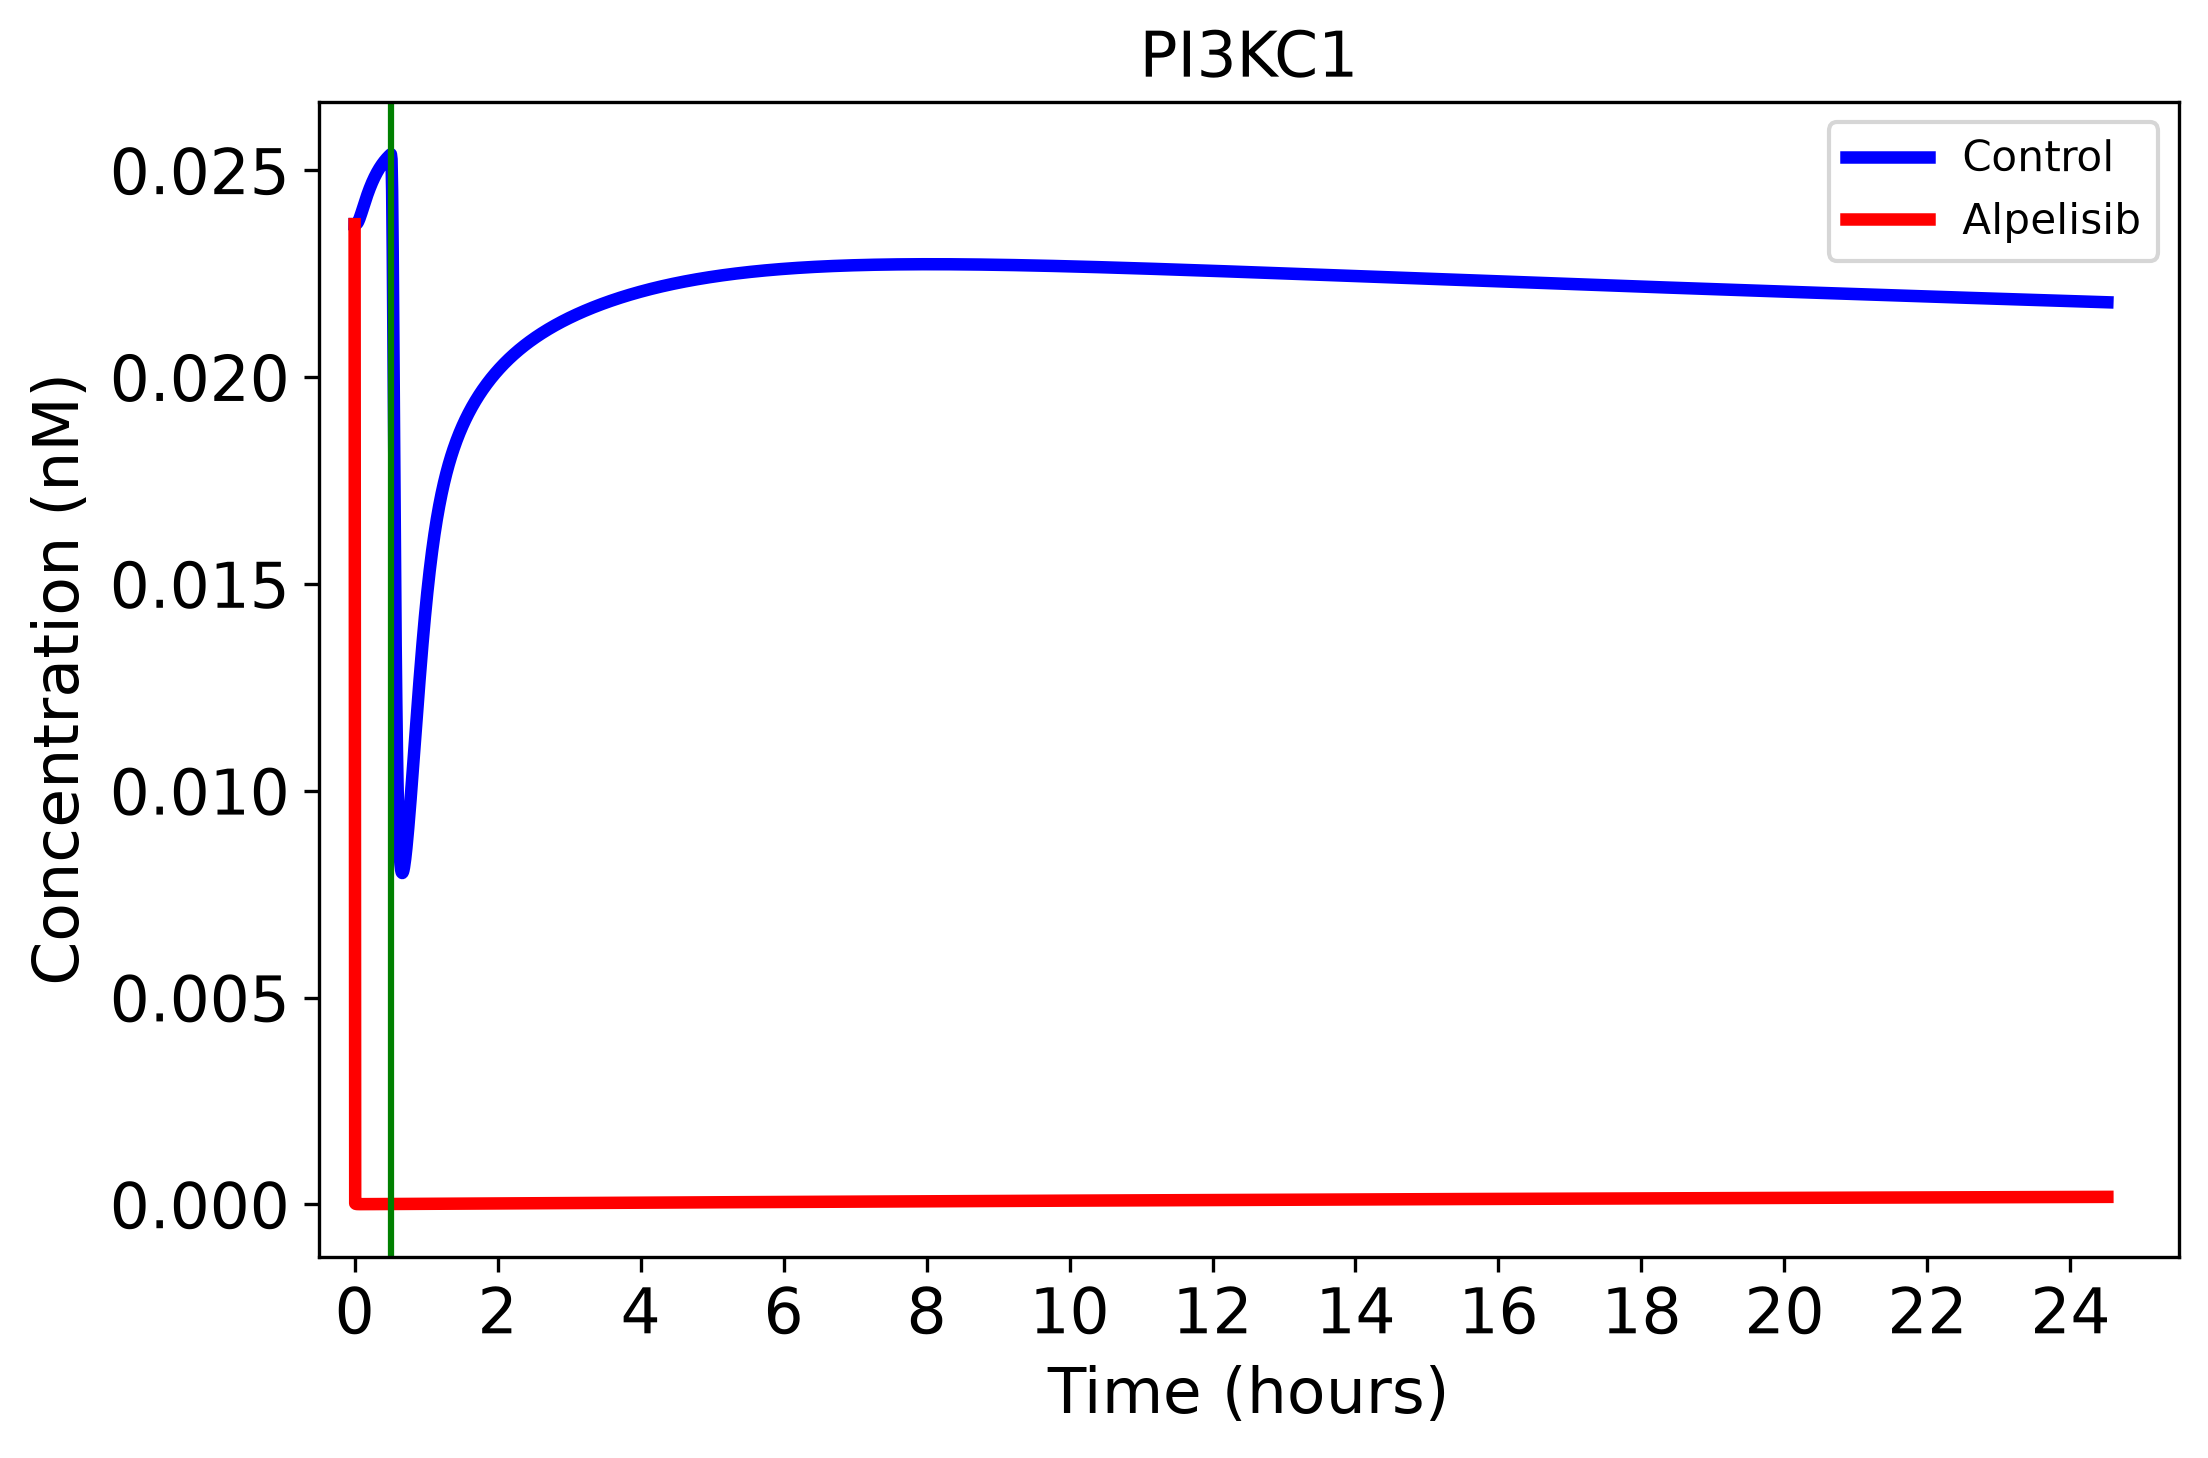 PI3KC1
Control
Alpelisib
Concentration (nM)
0.025
0.020
0.015
0.010
0.005
0.000
0 2 4 6 8 10 12 14 16 18 20 22 24
Time (hours)